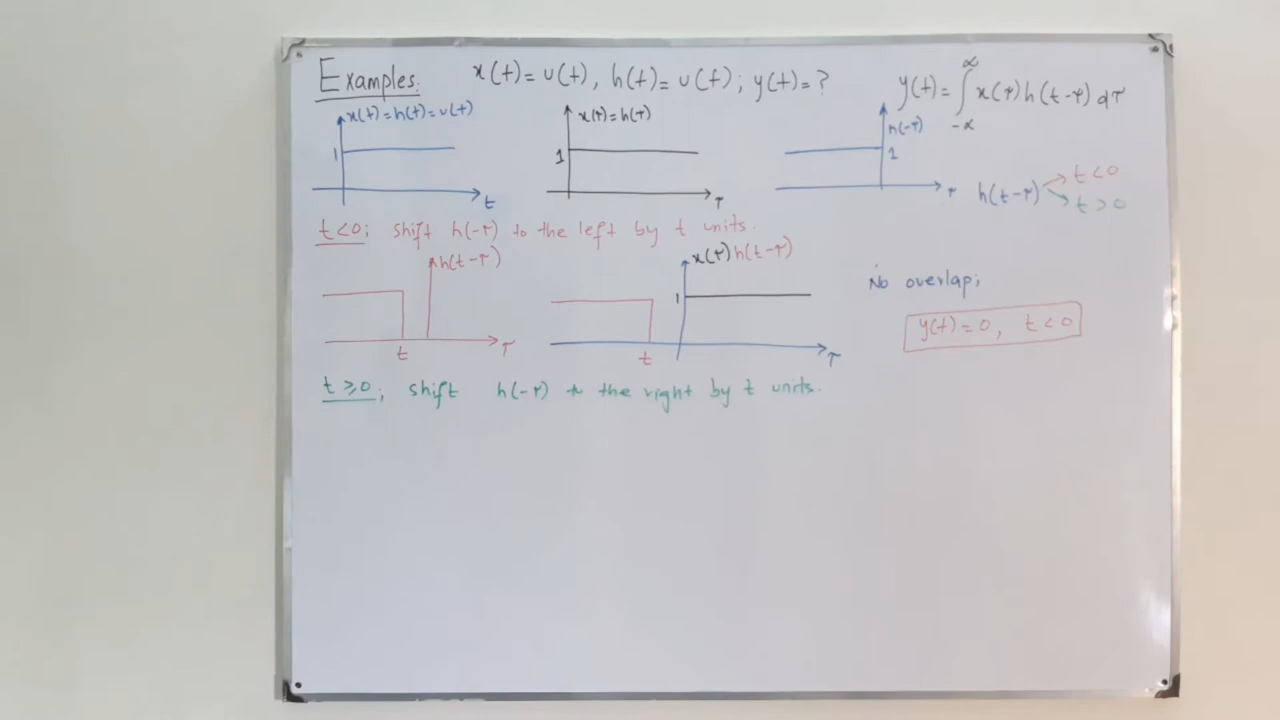 Examples: x(t) = u(t), h(t) = u(t); y(t) = ?
y(t) = ∫_{-∞}^{∞} x(τ) h(t-τ) dτ
x(t) = h(t) = u(t)
1
t
x(τ) = h(τ)
1
τ
h(-τ)
1
τ
h(t-τ)
t < 0
t > 0
t<0; shift h(-τ) to the left by t units.
h(t-τ)
t
τ
x(τ) h(t-τ)
1
t
τ
No overlap;
y(t) = 0, t < 0
t ≥ 0; shift h(-τ) to the right by t units.